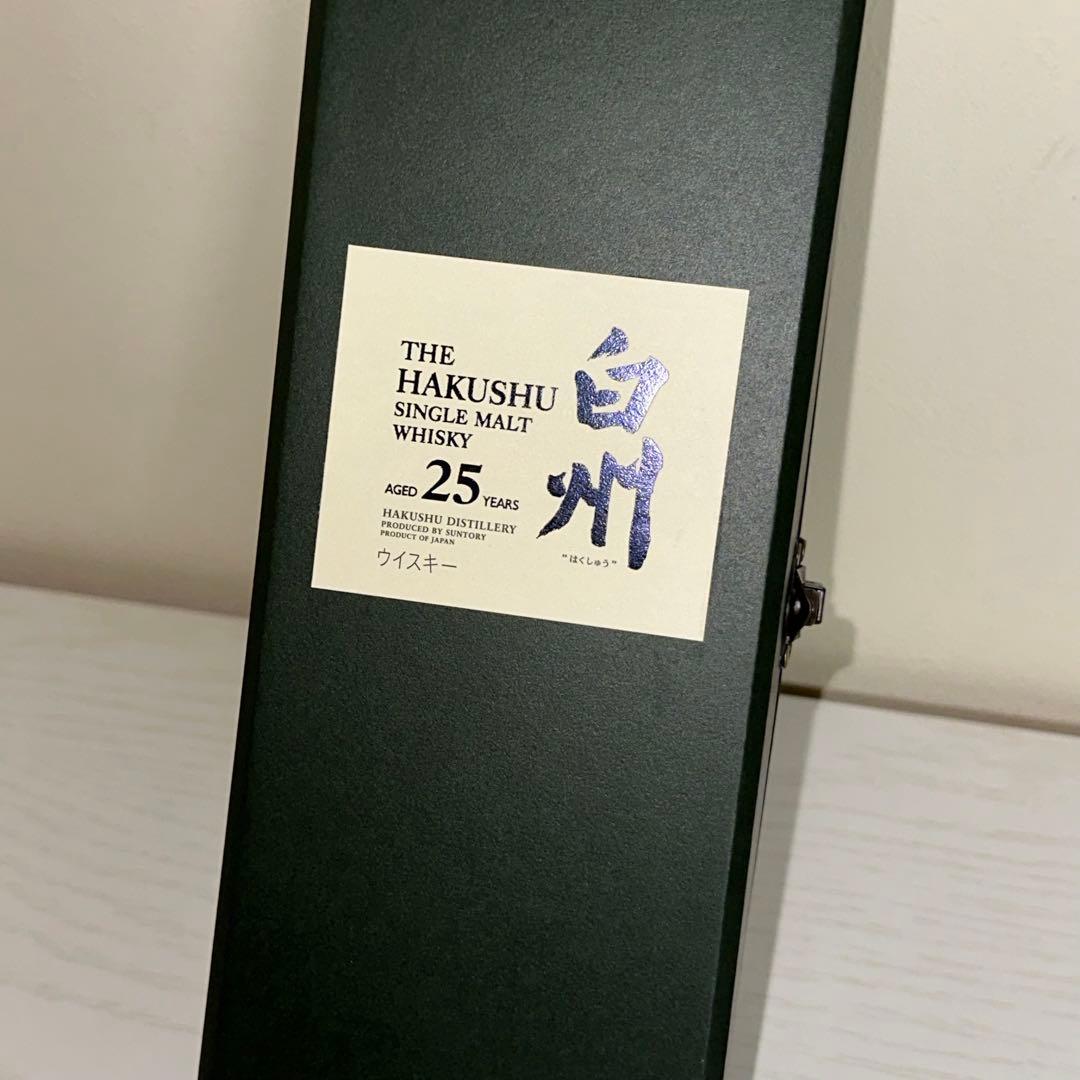 THE
HAKUSHU
SINGLE MALT
WHISKY
AGED 25 YEARS
HAKUSHU DISTILLERY
PRODUCED BY SUNTORY
PRODUCT OF JAPAN
ウイスキー
白州
"はくしゅう"